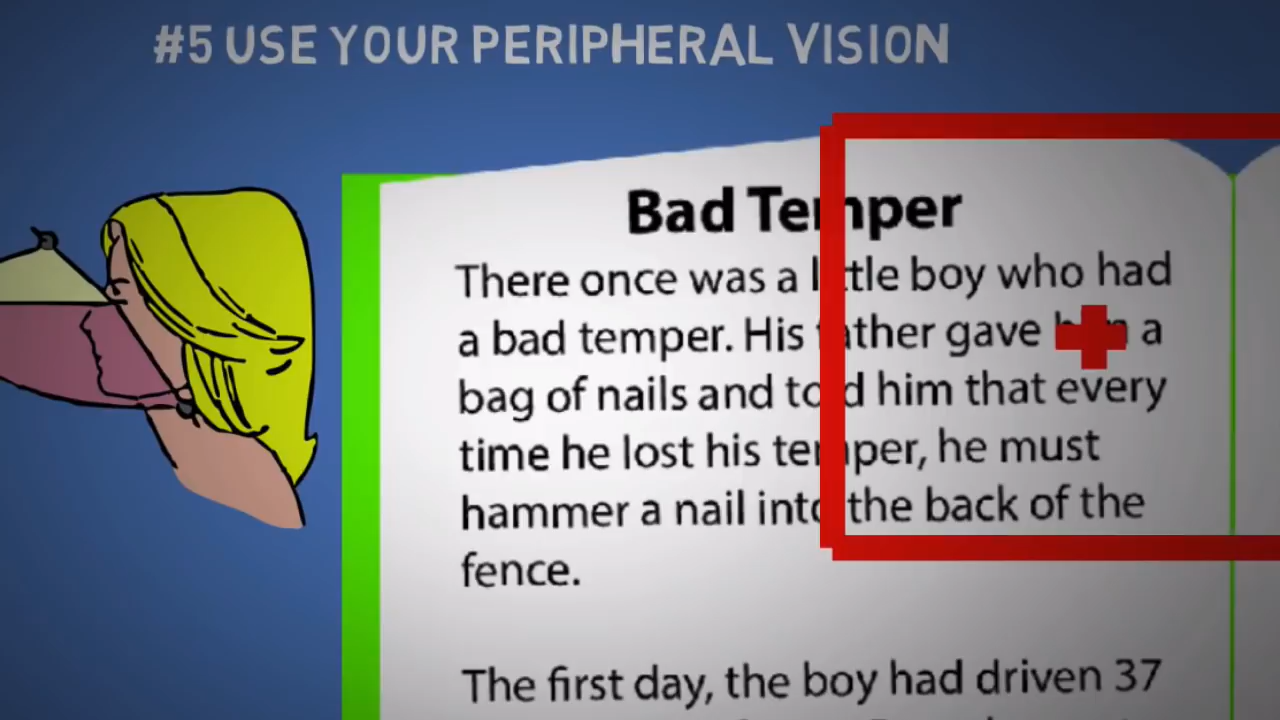 #5 USE YOUR PERIPHERAL VISION
Bad Temper
There once was a little boy who had
a bad temper. His father gave him a
bag of nails and told him that every
time he lost his temper, he must
hammer a nail into the back of the
fence.
The first day, the boy had driven 37